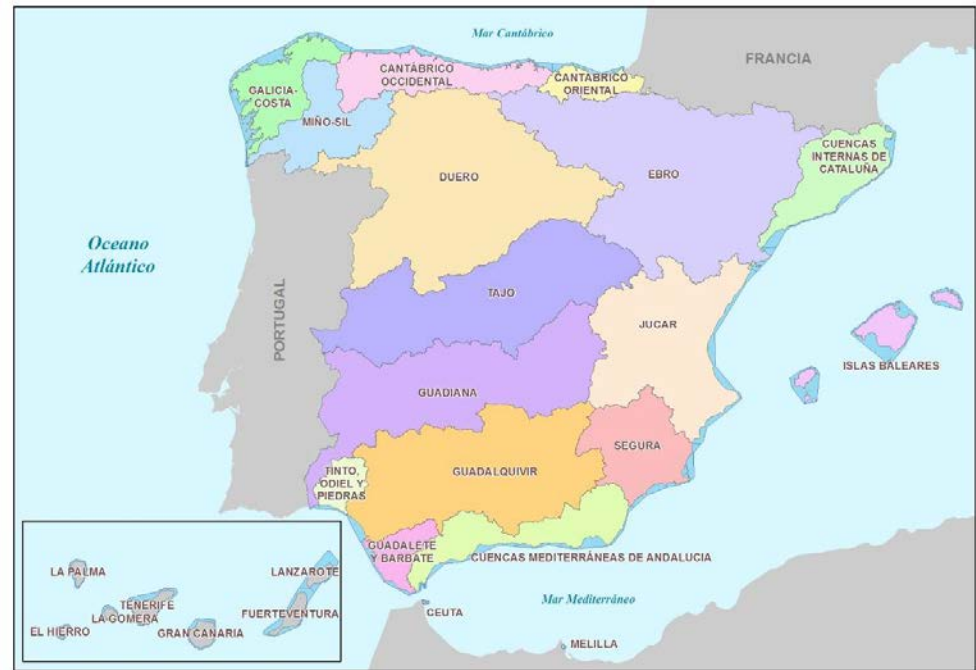 Mar Cantábrico
FRANCIA
CANTÁBRICO
OCCIDENTAL
CANTÁBRICO
ORIENTAL
GALICIA-
COSTA
MIÑO-SIL
CUENCAS
INTERNAS DE
CATALUÑA
DUERO
EBRO
Oceano
Atlántico
TAJO
PORTUGAL
JUCAR
ISLAS BALEARES
GUADIANA
SEGURA
GUADALQUIVIR
TINTO,
ODIEL Y
PIEDRAS
GUADALETE
Y BARBATE
CUENCAS MEDITERRÁNEAS DE ANDALUCIA
LA PALMA
LANZAROTE
TENERIFE
LA GOMERA
FUERTEVENTURA
EL HIERRO
GRAN CANARIA
Mar Mediterráneo
CEUTA
MELILLA